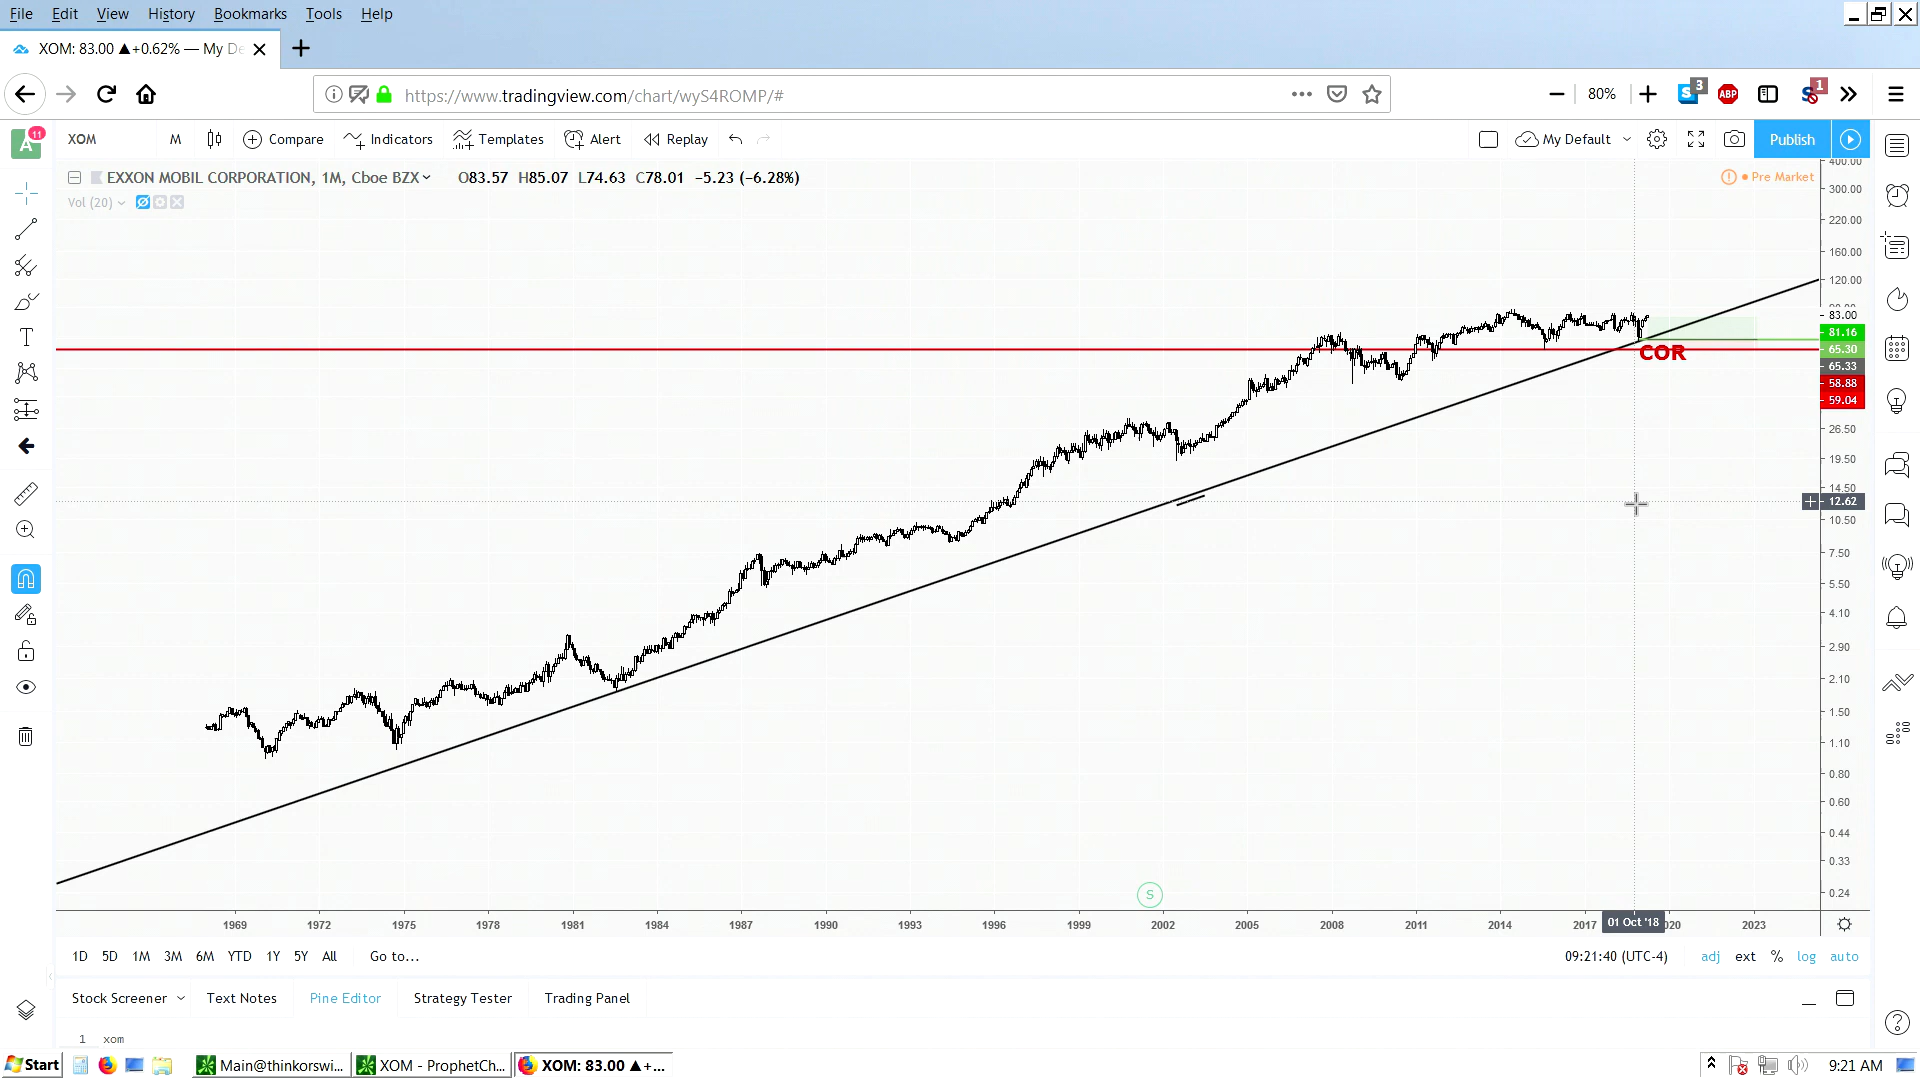 File Edit View History Bookmarks Tools Help
XOM: 83.00 ▲+0.62% — My De
https://www.tradingview.com/chart/wyS4ROMP/#
80%
3
ABP
1
A
11
XOM M Compare Indicators Templates Alert Replay My Default Publish
EXXON MOBIL CORPORATION, 1M, Cboe BZX O83.57 H85.07 L74.63 C78.01 −5.23 (−6.28%)
Pre Market
Vol (20)
400.00
300.00
220.00
160.00
120.00
90.00
83.00
81.16
65.30
65.33
58.88
59.04
26.50
19.50
14.50
12.62
10.50
7.50
5.50
4.10
2.90
2.10
1.50
1.10
0.80
0.60
0.44
0.33
0.24
COR
S
1969 1972 1975 1978 1981 1984 1987 1990 1993 1996 1999 2002 2005 2008 2011 2014 2017 01 Oct '18 020 2023
1D 5D 1M 3M 6M YTD 1Y 5Y All Go to... 09:21:40 (UTC-4) adj ext % log auto
Stock Screener Text Notes Pine Editor Strategy Tester Trading Panel
1 xom
Start Main@thinkorswi... XOM - ProphetCh... XOM: 83.00 ▲+... 9:21 AM